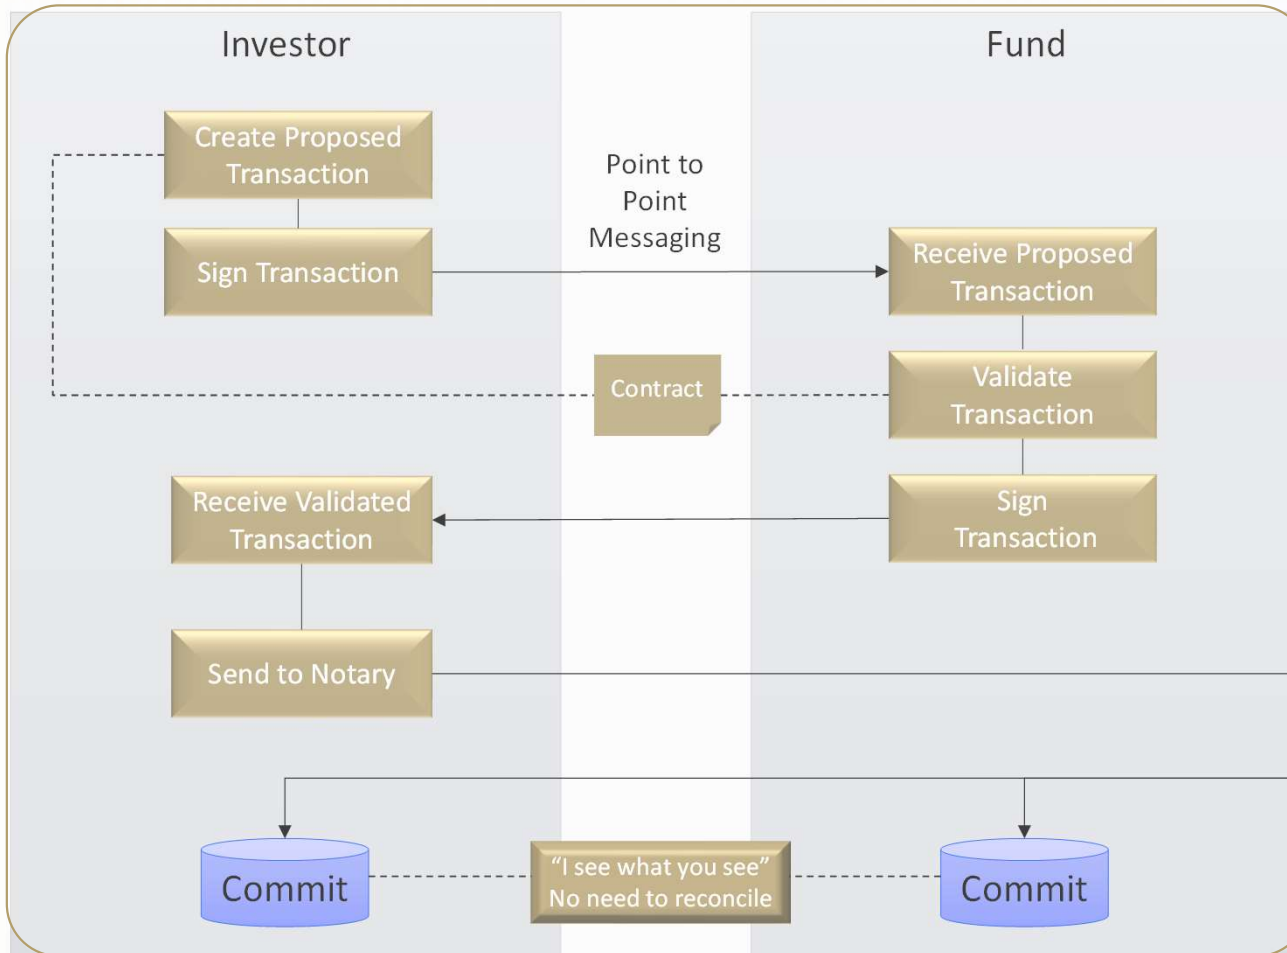 Investor
Fund
Create Proposed
Transaction
Point to
Point
Messaging
Sign Transaction
Receive Proposed
Transaction
Contract
Validate
Transaction
Receive Validated
Transaction
Sign
Transaction
Send to Notary
Commit
“I see what you see”
No need to reconcile
Commit